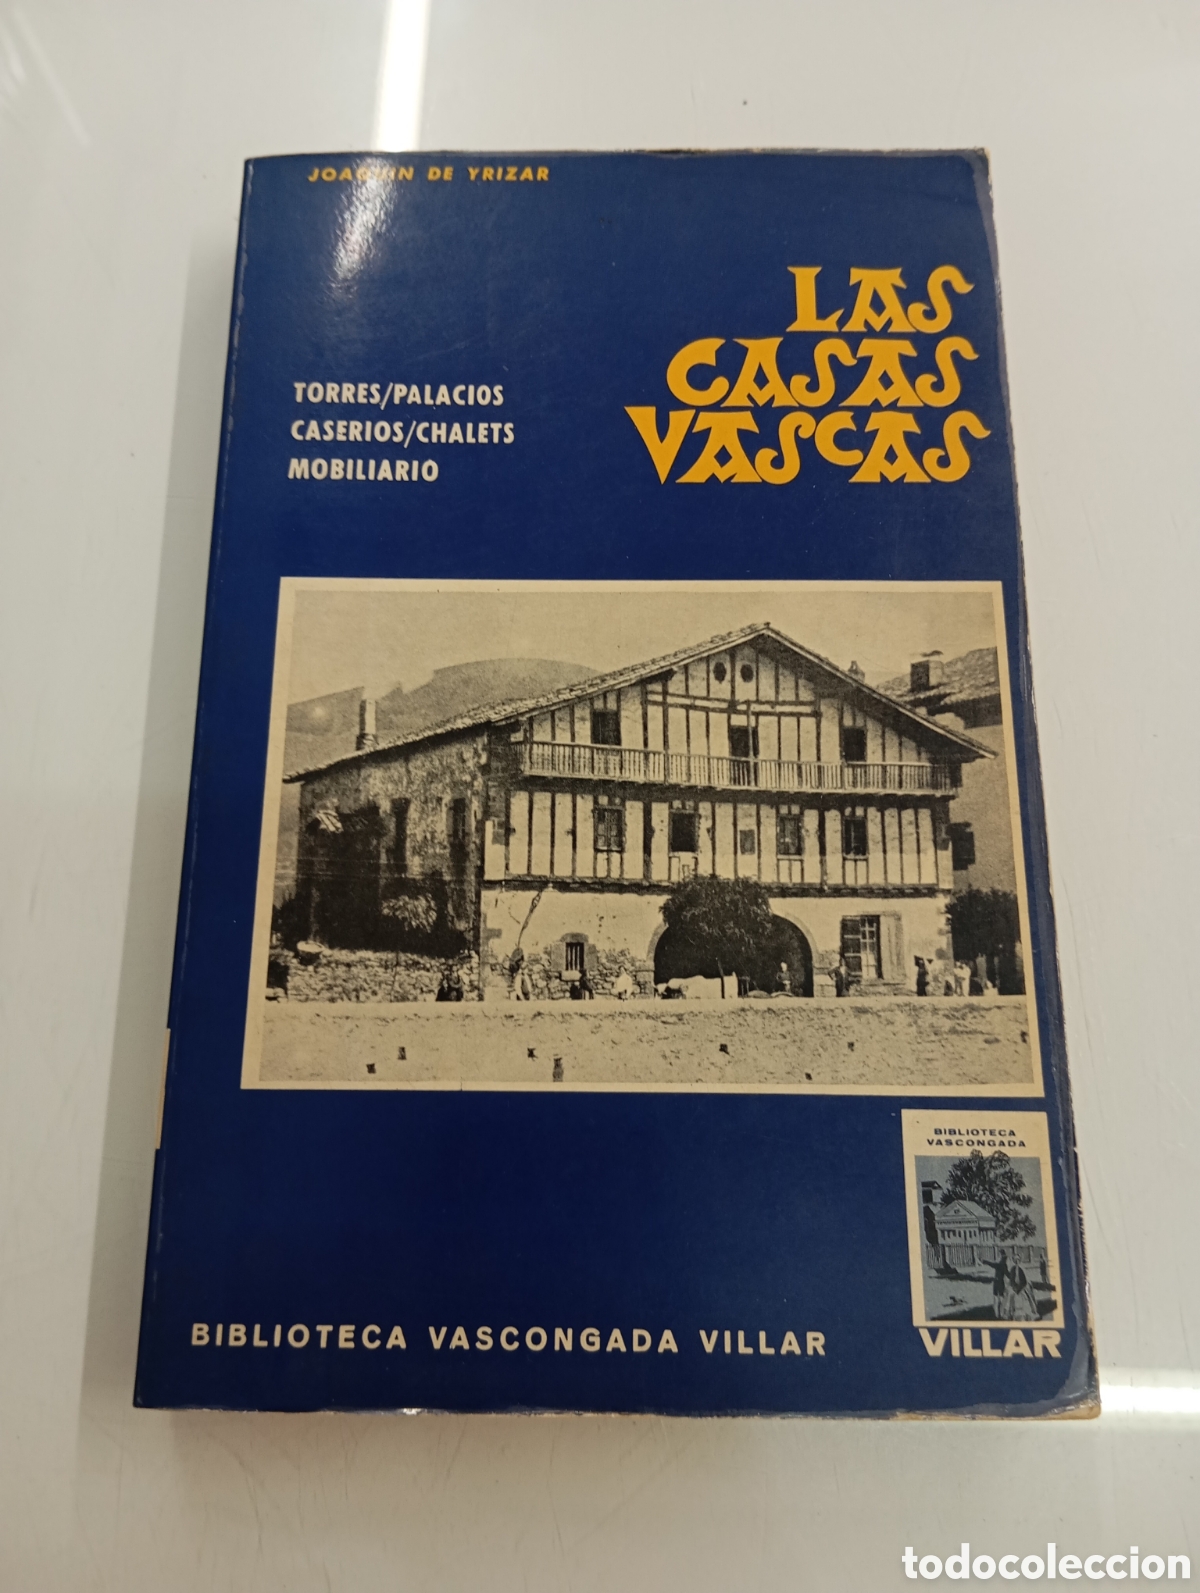 JOAQUIN DE YRIZAR
LAS
CASAS
VASCAS
TORRES/PALACIOS
CASERIOS/CHALETS
MOBILIARIO
BIBLIOTECA
VASCONGADA
VILLAR
BIBLIOTECA VASCONGADA VILLAR
todocoleccion